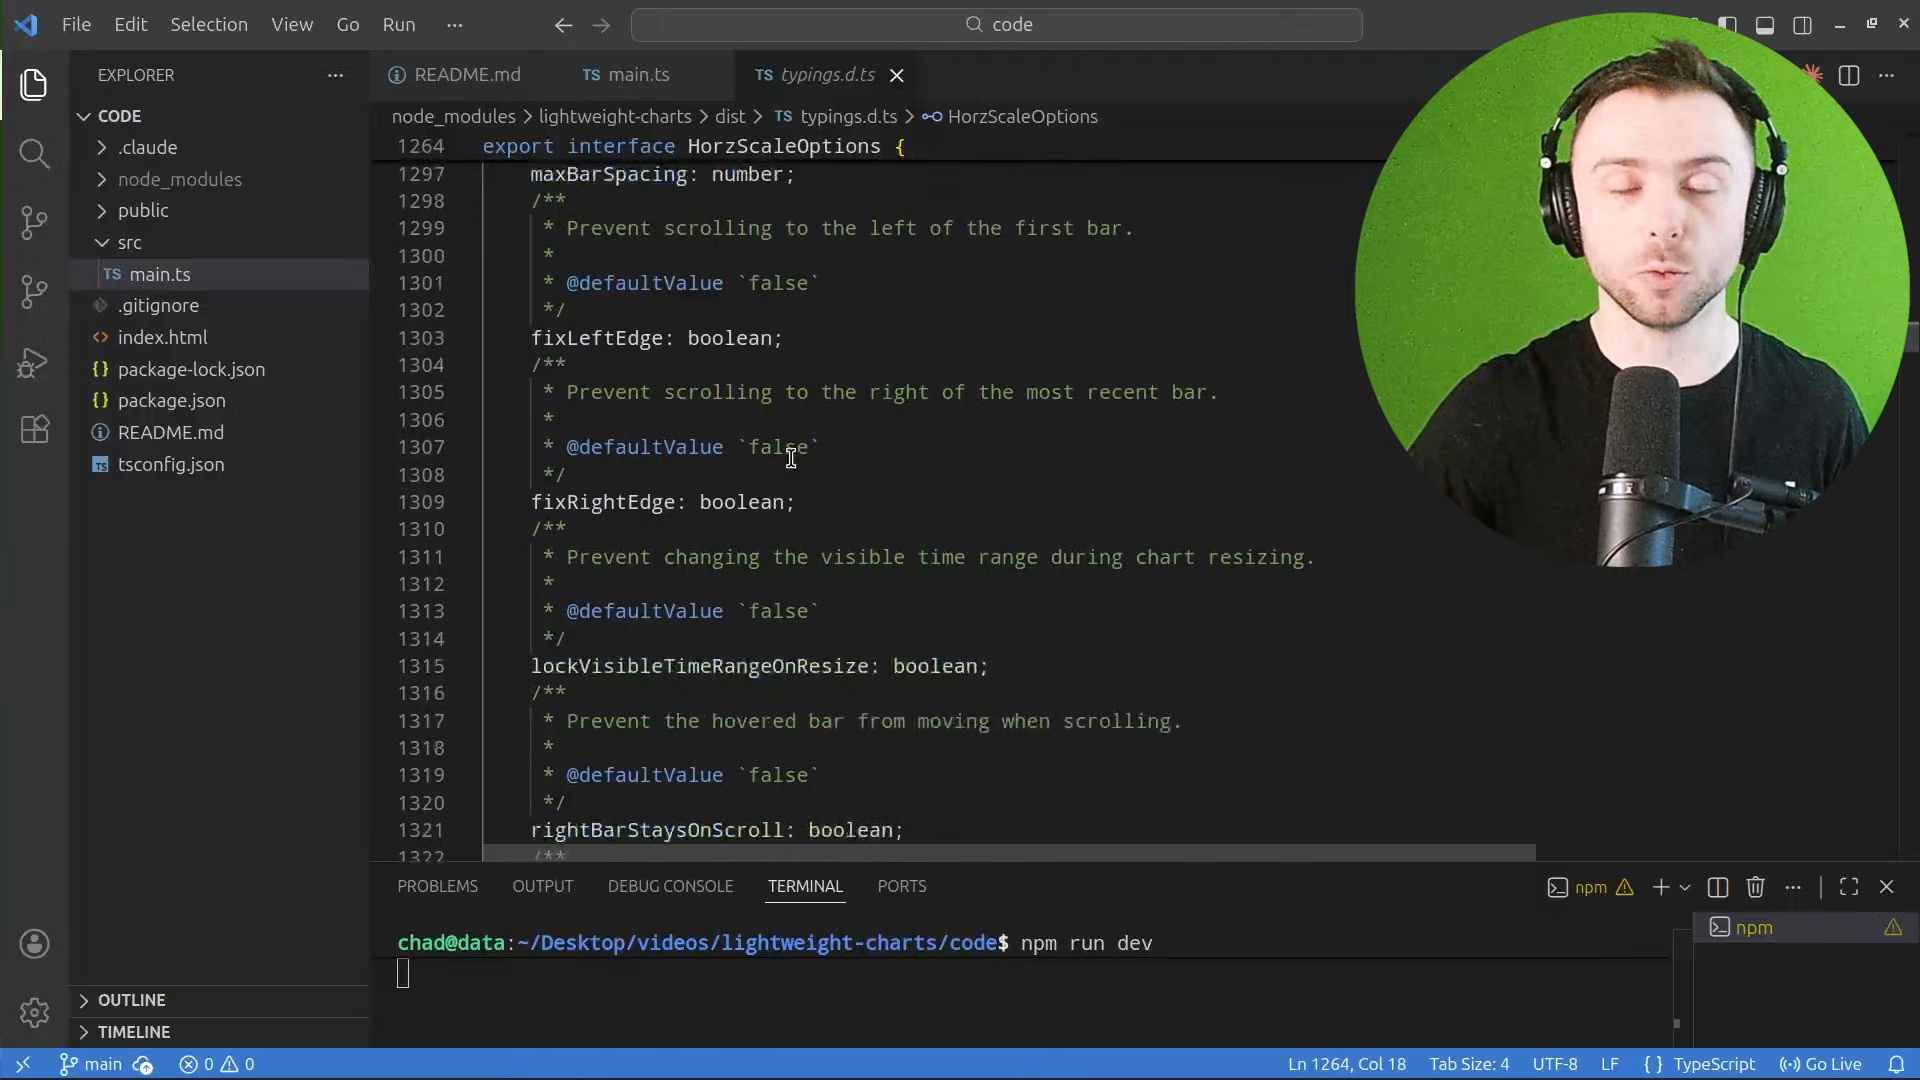 File Edit Selection View Go Run ···
code
EXPLORER ···
CODE
.claude
node_modules
public
src
TS main.ts
.gitignore
<> index.html
{} package-lock.json
{} package.json
README.md
TS tsconfig.json
OUTLINE
TIMELINE
README.md
TS main.ts
TS typings.d.ts
node_modules > lightweight-charts > dist > TS typings.d.ts > HorzScaleOptions
1264 export interface HorzScaleOptions {
1297 maxBarSpacing: number;
1298 /**
1299 * Prevent scrolling to the left of the first bar.
1300 *
1301 * @defaultValue `false`
1302 */
1303 fixLeftEdge: boolean;
1304 /**
1305 * Prevent scrolling to the right of the most recent bar.
1306 *
1307 * @defaultValue `false`
1308 */
1309 fixRightEdge: boolean;
1310 /**
1311 * Prevent changing the visible time range during chart resizing.
1312 *
1313 * @defaultValue `false`
1314 */
1315 lockVisibleTimeRangeOnResize: boolean;
1316 /**
1317 * Prevent the hovered bar from moving when scrolling.
1318 *
1319 * @defaultValue `false`
1320 */
1321 rightBarStaysOnScroll: boolean;
1322 /**
PROBLEMS OUTPUT DEBUG CONSOLE TERMINAL PORTS
npm
chad@data:~/Desktop/videos/lightweight-charts/code$ npm run dev
npm
main 0 0
Ln 1264, Col 18 Tab Size: 4 UTF-8 LF {} TypeScript Go Live